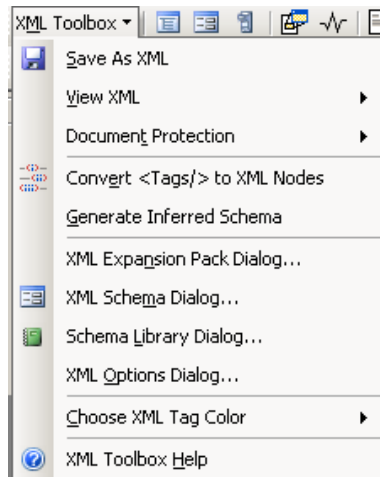 XML Toolbox
Save As XML
View XML
Document Protection
Convert <Tags/> to XML Nodes
Generate Inferred Schema
XML Expansion Pack Dialog...
XML Schema Dialog...
Schema Library Dialog...
XML Options Dialog...
Choose XML Tag Color
XML Toolbox Help